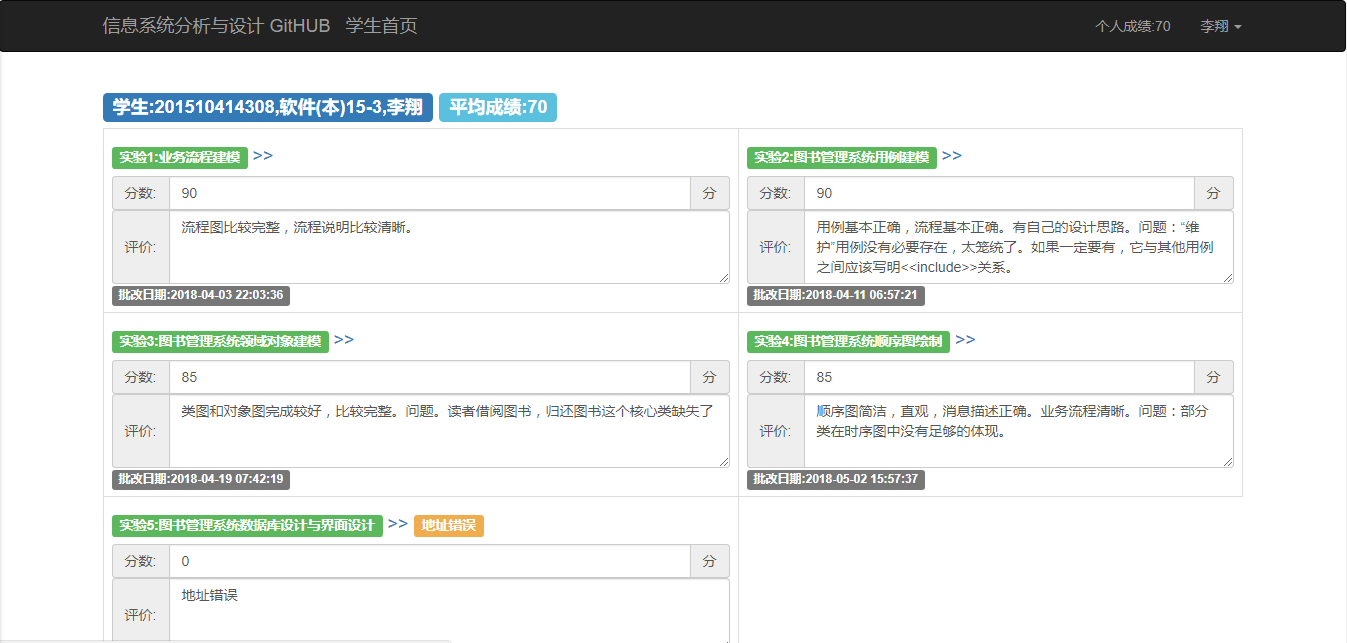 信息系统分析与设计 GitHUB 学生首页 个人成绩:70 李翔
学生:201510414308,软件(本)15-3,李翔 平均成绩:70
实验1:业务流程建模 >>
分数: 90 分
评价: 流程图比较完整，流程说明比较清晰。
批改日期:2018-04-03 22:03:36
实验2:图书管理系统用例建模 >>
分数: 90 分
用例基本正确，流程基本正确。有自己的设计思路。问题：“维
评价: 护”用例没有必要存在，太笼统了。如果一定要有，它与其他用例
之间应该写明<<include>>关系。
批改日期:2018-04-11 06:57:21
实验3:图书管理系统领域对象建模 >>
分数: 85 分
评价: 类图和对象图完成较好，比较完整。问题。读者借阅图书，归还图书这个核心类缺失了
批改日期:2018-04-19 07:42:19
实验4:图书管理系统顺序图绘制 >>
分数: 85 分
顺序图简洁，直观，消息描述正确。业务流程清晰。问题：部分
评价: 类在时序图中没有足够的体现。
批改日期:2018-05-02 15:57:37
实验5:图书管理系统数据库设计与界面设计 >> 地址错误
分数: 0 分
评价: 地址错误